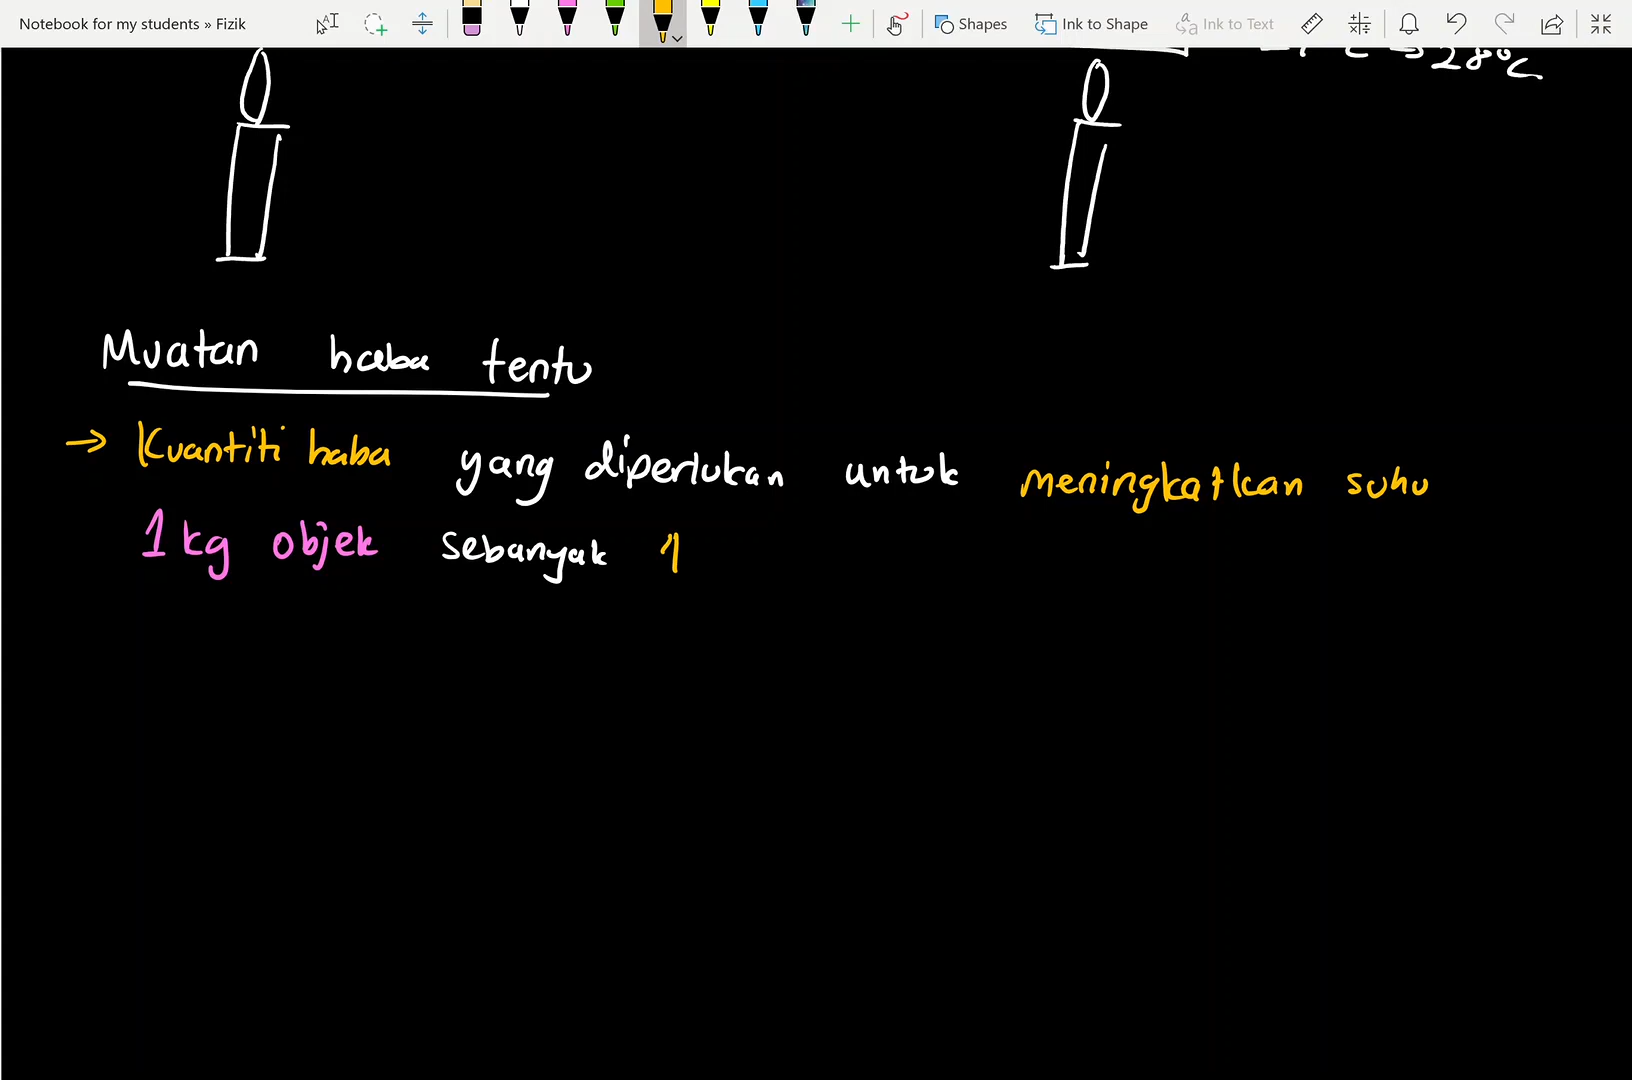 Notebook for my students » Fizik
Shapes
Ink to Shape
Ink to Text
°C → 28°C
Muatan haba tentu
→ Kuantiti haba yang diperlukan untuk meningkatkan suhu
1 kg objek sebanyak 1